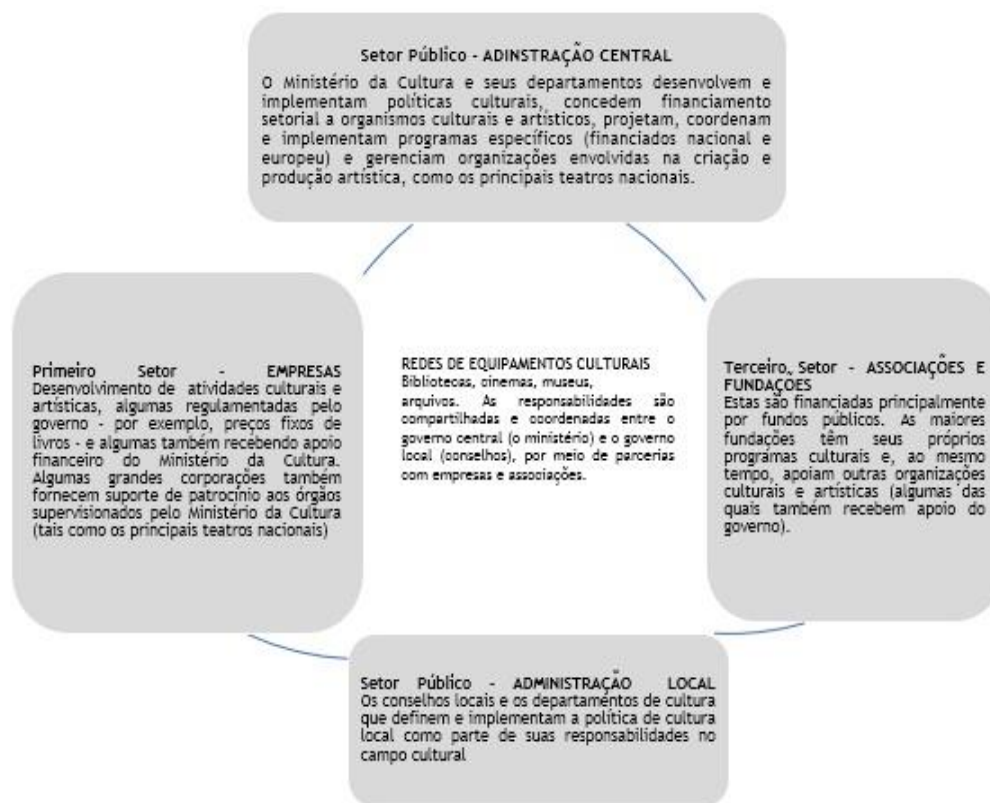 Setor Público - ADINSTRAÇÃO CENTRAL
O Ministério da Cultura e seus departamentos desenvolvem e
implementam políticas culturais, concedem financiamento
setorial a organismos culturais e artísticos, projetam, coordenam
e implementam programas específicos (financiados nacional e
europeu) e gerenciam organizações envolvidas na criação e
produção artística, como os principais teatros nacionais.
Primeiro Setor - EMPRESAS
Desenvolvimento de atividades culturais e
artísticas, algumas regulamentadas pelo
governo - por exemplo, preços fixos de
livros - e algumas também recebendo apoio
financeiro do Ministério da Cultura.
Algumas grandes corporações também
fornecem suporte de patrocínio aos órgãos
supervisionados pelo Ministério da Cultura
(tais como os principais teatros nacionais)
REDES DE EQUIPAMENTOS CULTURAIS
Bibliotecas, cinemas, museus,
arquivos. As responsabilidades são
compartilhadas e coordenadas entre o
governo central (o ministério) e o governo
local (conselhos), por meio de parcerias
com empresas e associações.
Terceiro, Setor - ASSOCIAÇÕES E
FUNDAÇOES
Estas são financiadas principalmente
por fundos públicos. As maiores
fundações têm seus próprios
programas culturais e, ao mesmo
tempo, apoiam outras organizações
culturais e artísticas (algumas das
quais também recebem apoio do
governo).
Setor Público - ADMINISTRAÇÃO LOCAL
Os conselhos locais e os departamentos de cultura
que definem e implementam a política de cultura
local como parte de suas responsabilidades no
campo cultural